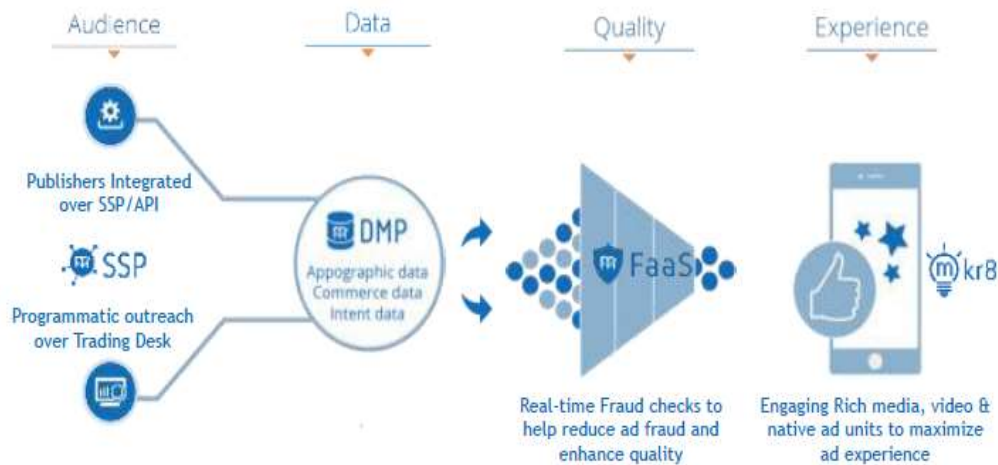 Audience
Data
Quality
Experience
Publishers Integrated
over SSP/API
SSP
Programmatic outreach
over Trading Desk
DMP
Appographic data
Commerce data
Intent data
FaaS
Real-time Fraud checks to
help reduce ad fraud and
enhance quality
m kr8
Engaging Rich media, video &
native ad units to maximize
ad experience